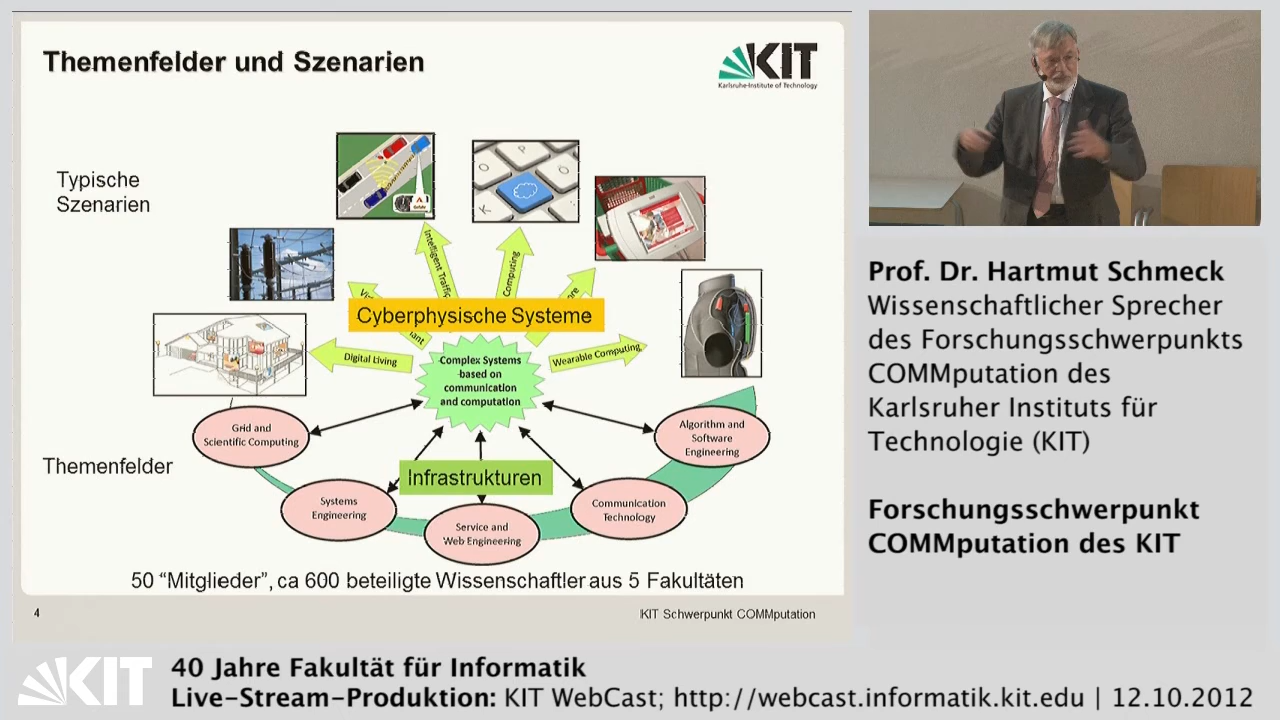 Themenfelder und Szenarien
KIT
Karlsruhe Institute of Technology
Typische
Szenarien
O
P
K
Intelligent Traffic
Computing
Cyberphysische Systeme
Digital Living
Complex Systems
based on
communication
and computation
Wearable Computing
Themenfelder
Grid and
Scientific Computing
Algorithm and
Software
Engineering
Infrastrukturen
Systems
Engineering
Service and
Web Engineering
Communication
Technology
50 “Mitglieder”, ca 600 beteiligte Wissenschaftler aus 5 Fakultäten
4
KIT Schwerpunkt COMMputation
Prof. Dr. Hartmut Schmeck
Wissenschaftlicher Sprecher
des Forschungsschwerpunkts
COMMputation des
Karlsruher Instituts für
Technologie (KIT)
Forschungsschwerpunkt
COMMputation des KIT
KIT
40 Jahre Fakultät für Informatik
Live-Stream-Produktion: KIT WebCast; http://webcast.informatik.kit.edu | 12.10.2012